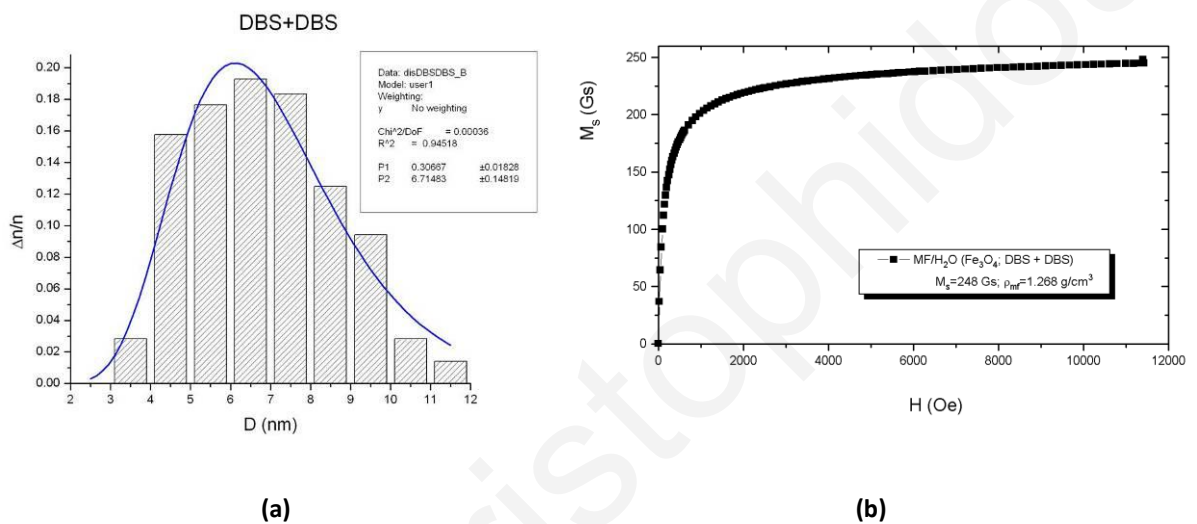 DBS+DBS
Data: disDBSDBS_B
Model: user1
Weighting:
y No weighting
Chi^2/DoF = 0.00036
R^2 = 0.94518
P1 0.30667 ±0.01828
P2 6.71483 ±0.14819
0.20
0.18
0.16
0.14
0.12
0.10
0.08
0.06
0.04
0.02
0.00
Δn/n
2 3 4 5 6 7 8 9 10 11 12
D (nm)
(a)
250
200
150
100
50
0
Ms (Gs)
MF/H2O (Fe3O4; DBS + DBS)
Ms=248 Gs; ρmf=1.268 g/cm3
0 2000 4000 6000 8000 10000 12000
H (Oe)
(b)